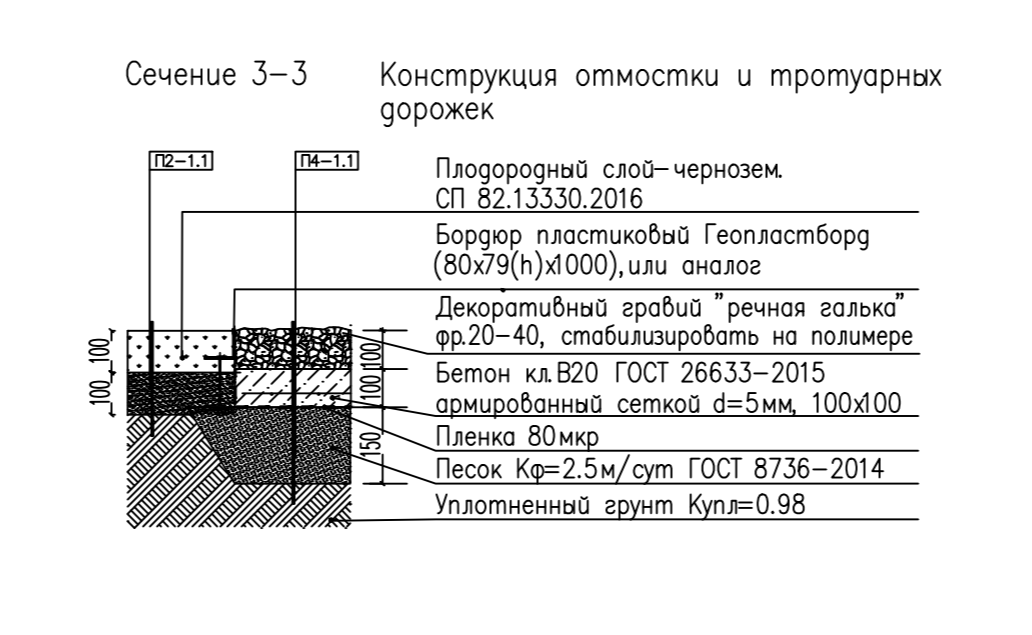 Сечение 3-3
Конструкция отмостки и тротуарных
дорожек
П2-1.1
П4-1.1
Плодородный слой-чернозем.
СП 82.13330.2016
Бордюр пластиковый Геопластборд
(80х79(h)х1000), или аналог
Декоративный гравий "речная галька"
фр.20-40, стабилизировать на полимере
Бетон кл.В20 ГОСТ 26633-2015
армированный сеткой d=5мм, 100х100
Пленка 80мкр
Песок Кф=2.5м/сут ГОСТ 8736-2014
Уплотненный грунт Купл=0.98
100
100
100
100
150